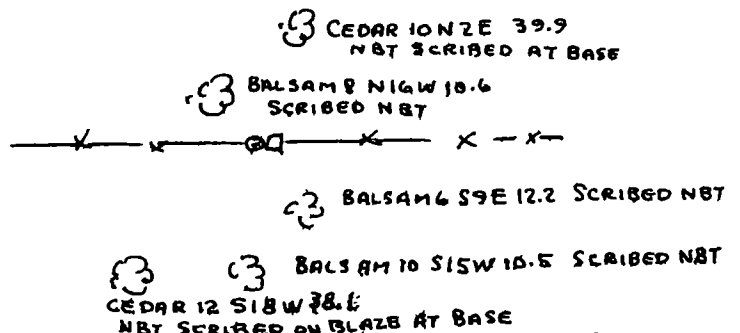 CEDAR 10 N2E 39.9
NBT SCRIBED AT BASE
BALSAM 8 N16W 10.6
SCRIBED NBT
BALSAM 6 S9E 12.2 SCRIBED NBT
BALSAM 10 S15W 10.5 SCRIBED NBT
CEDAR 12 S18W
NBT SCRIBED ON BLAZE AT BASE